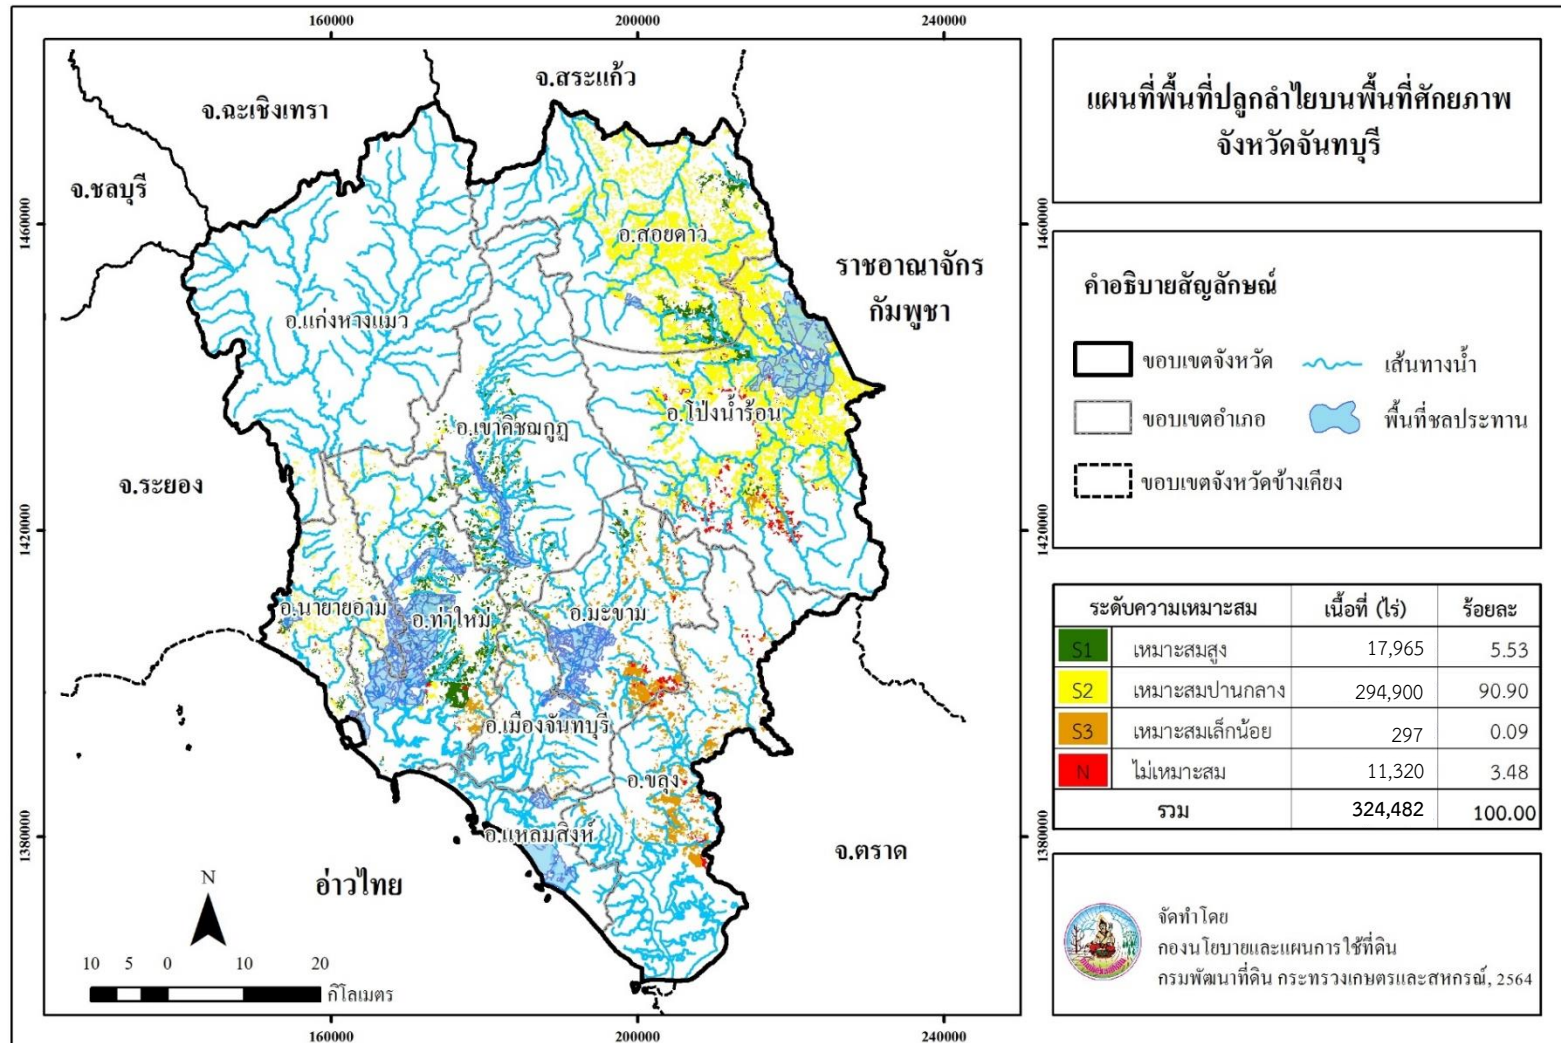 160000
200000
240000
จ.สระแก้ว
จ.ฉะเชิงเทรา
จ.ชลบุรี
1460000
1460000
อ.สอยดาว
ราชอาณาจักร
กัมพูชา
อ.แก่งหางแมว
อ.โป่งน้ำร้อน
อ.เขาคิชฌกูฏ
จ.ระยอง
1420000
1420000
อ.นายายอาม
อ.ท่าใหม่
อ.มะขาม
อ.เมืองจันทบุรี
อ.ขลุง
อ.แหลมสิงห์
1380000
1380000
จ.ตราด
อ่าวไทย
N
10 5 0 10 20
กิโลเมตร
160000
200000
240000
แผนที่พื้นที่ปลูกลำไยบนพื้นที่ศักยภาพ
จังหวัดจันทบุรี
คำอธิบายสัญลักษณ์
ขอบเขตจังหวัด
เส้นทางน้ำ
ขอบเขตอำเภอ
พื้นที่ชลประทาน
ขอบเขตจังหวัดข้างเคียง
ระดับความเหมาะสม เนื้อที่ (ไร่) ร้อยละ
S1 เหมาะสมสูง 17,965 5.53
S2 เหมาะสมปานกลาง 294,900 90.90
S3 เหมาะสมเล็กน้อย 297 0.09
N ไม่เหมาะสม 11,320 3.48
รวม 324,482 100.00
จัดทำโดย
กองนโยบายและแผนการใช้ที่ดิน
กรมพัฒนาที่ดิน กระทรวงเกษตรและสหกรณ์, 2564